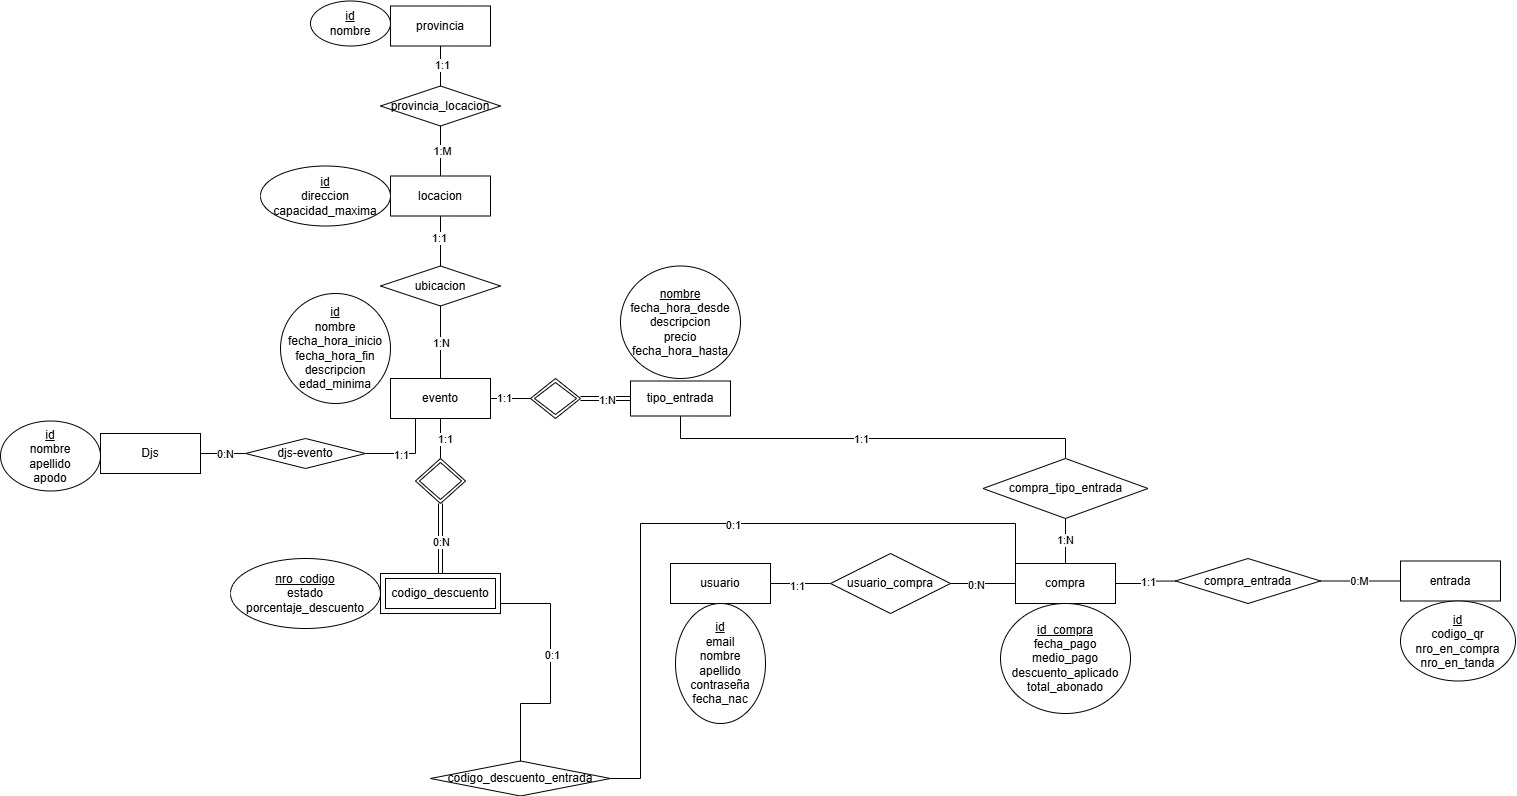 id
nombre
provincia
1:1
provincia_locacion
1:M
id
direccion
capacidad_maxima
locacion
1:1
ubicacion
1:N
id
nombre
fecha_hora_inicio
fecha_hora_fin
descripcion
edad_minima
evento
1:1
1:N
nombre
fecha_hora_desde
descripcion
precio
fecha_hora_hasta
tipo_entrada
1:1
compra_tipo_entrada
1:N
id
nombre
apellido
apodo
Djs
0:N
djs-evento
1:1
1:1
0:N
nro_codigo
estado
porcentaje_descuento
codigo_descuento
0:1
codigo_descuento_entrada
0:1
usuario
id
email
nombre
apellido
contraseña
fecha_nac
1:1
usuario_compra
0:N
compra
id_compra
fecha_pago
medio_pago
descuento_aplicado
total_abonado
1:1
compra_entrada
0:M
entrada
id
codigo_qr
nro_en_compra
nro_en_tanda